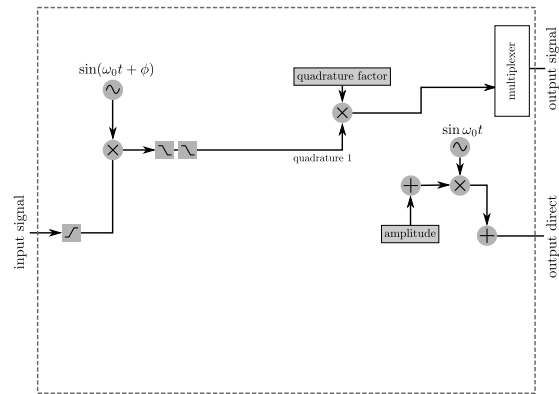 sin(ω₀t + ϕ)
quadrature factor
multiplexer
output signal
quadrature 1
sin ω₀t
input signal
amplitude
output direct